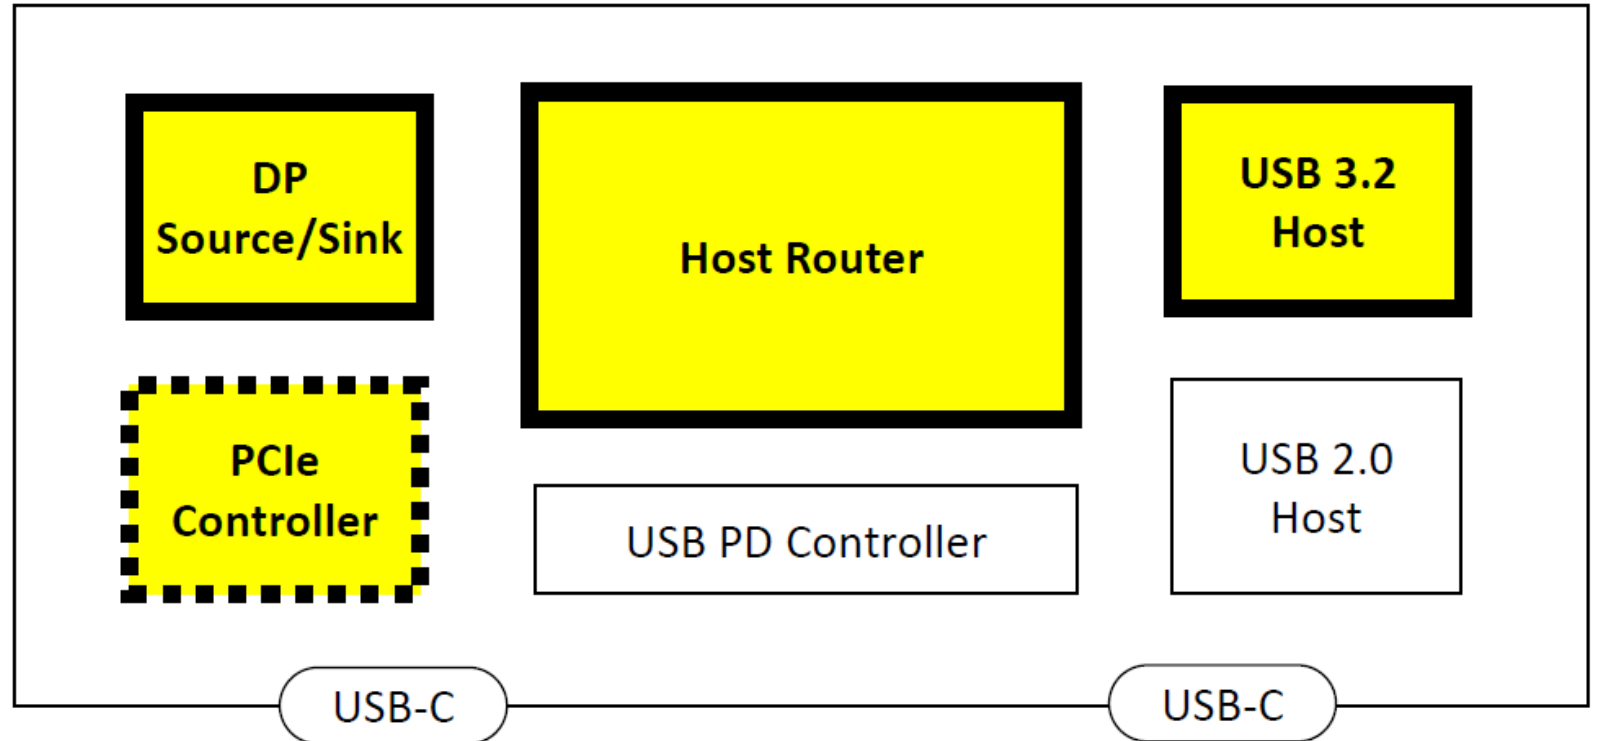 DP
Source/Sink
Host Router
USB 3.2
Host
PCIe
Controller
USB PD Controller
USB 2.0
Host
USB-C
USB-C